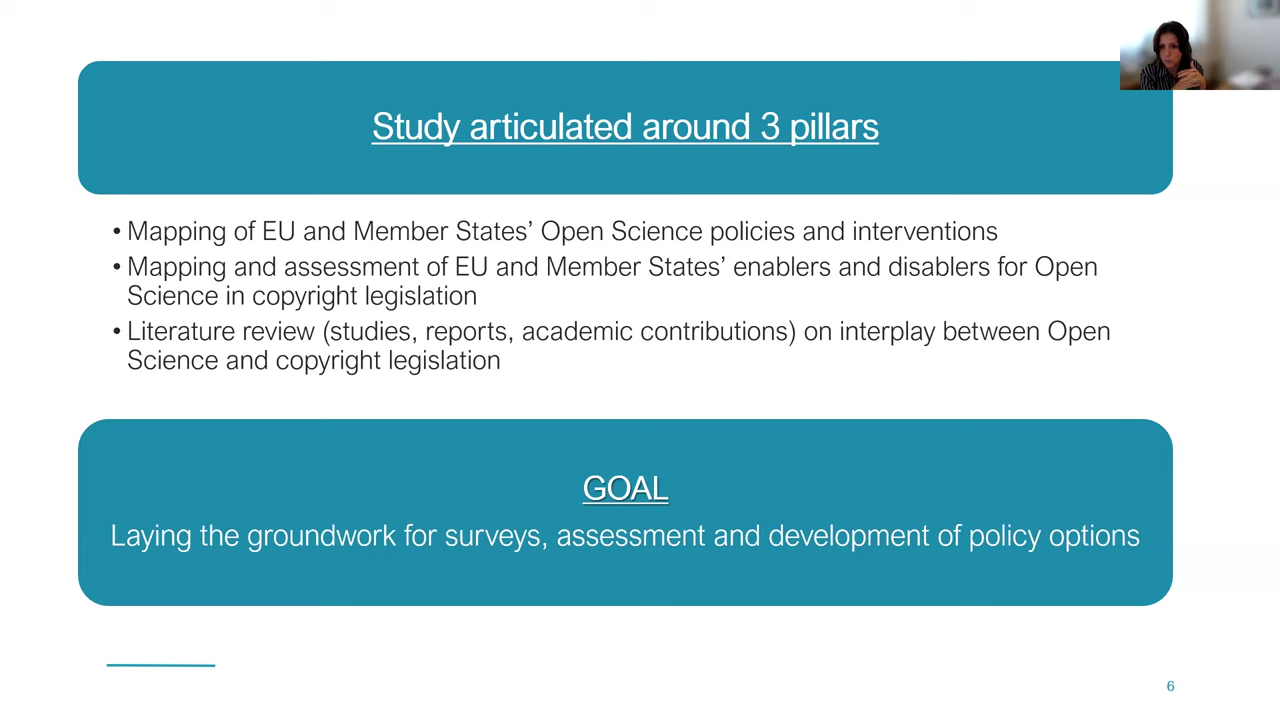 Study articulated around 3 pillars
• Mapping of EU and Member States’ Open Science policies and interventions
• Mapping and assessment of EU and Member States’ enablers and disablers for Open
Science in copyright legislation
• Literature review (studies, reports, academic contributions) on interplay between Open
Science and copyright legislation
GOAL
Laying the groundwork for surveys, assessment and development of policy options
6